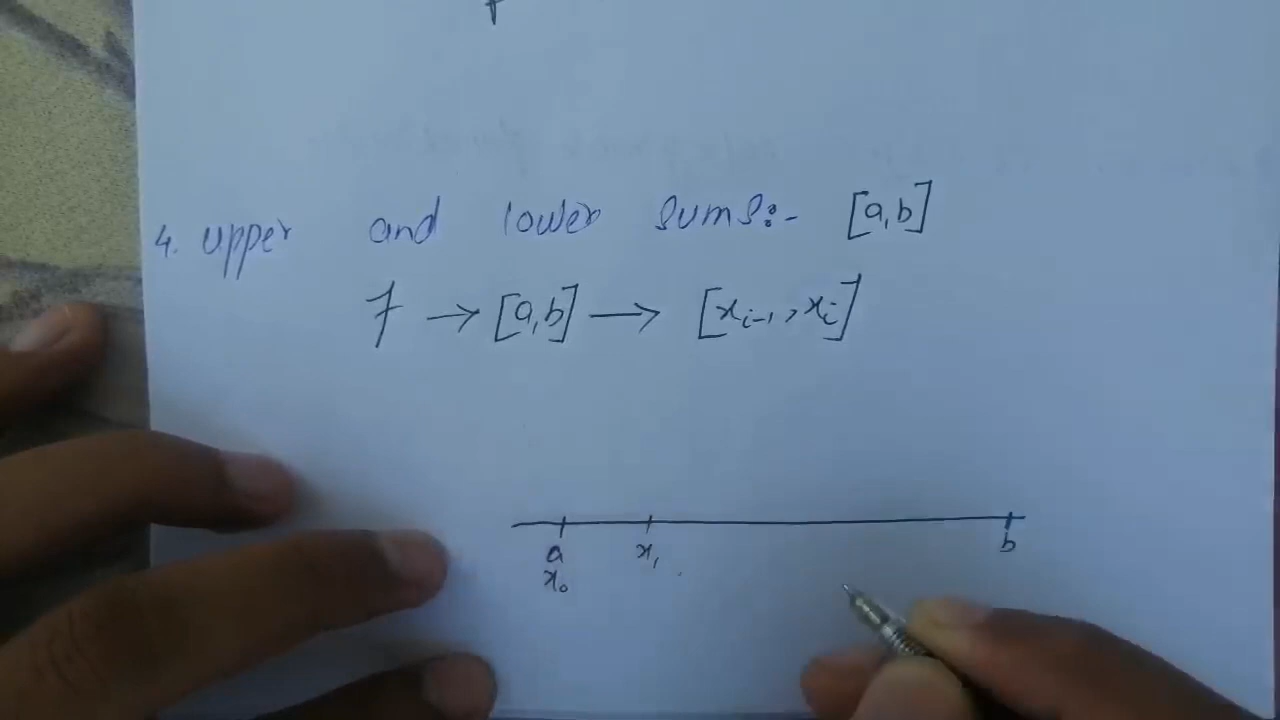 4. upper and lower sums:- [a,b]
f → [a,b] → [xᵢ₋₁, xᵢ]
a x₁ b
x₀